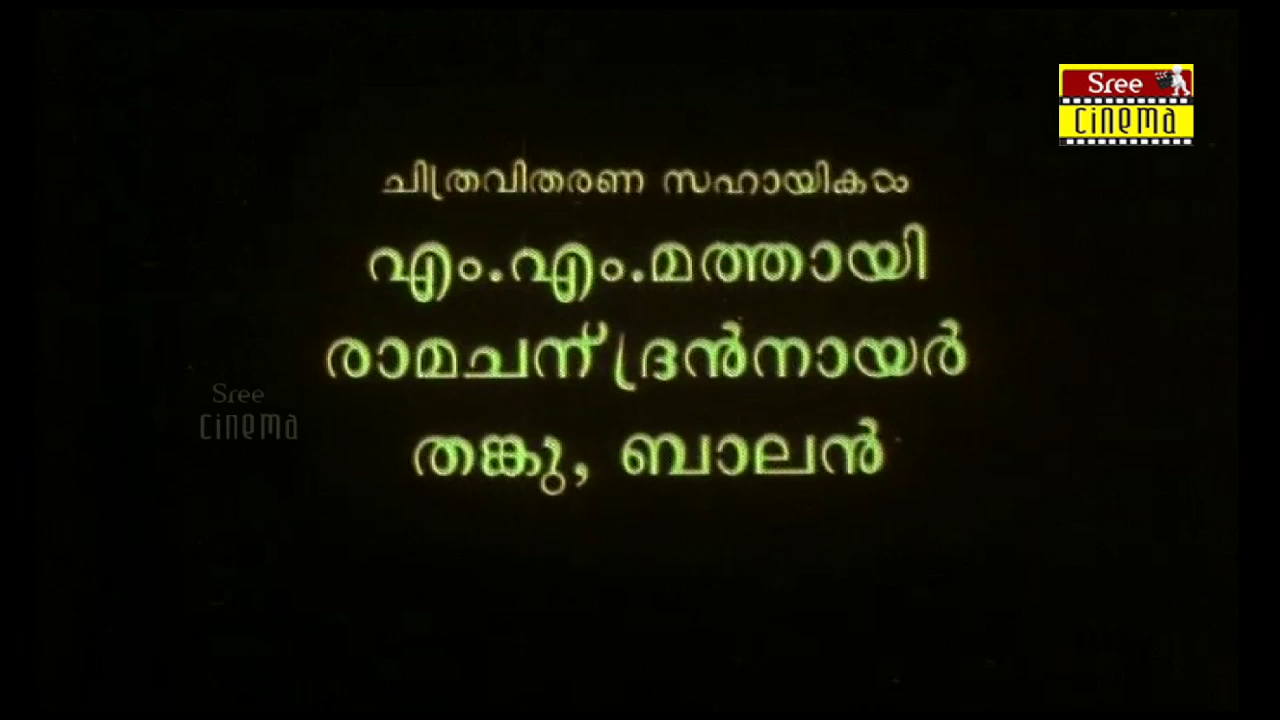 Sree
cinema
ചിത്രവിതരണ സഹായികൾ
എം.എം.മത്തായി
രാമചന്ദ്രൻനായർ
തങ്കു, ബാലൻ
Sree
cinema